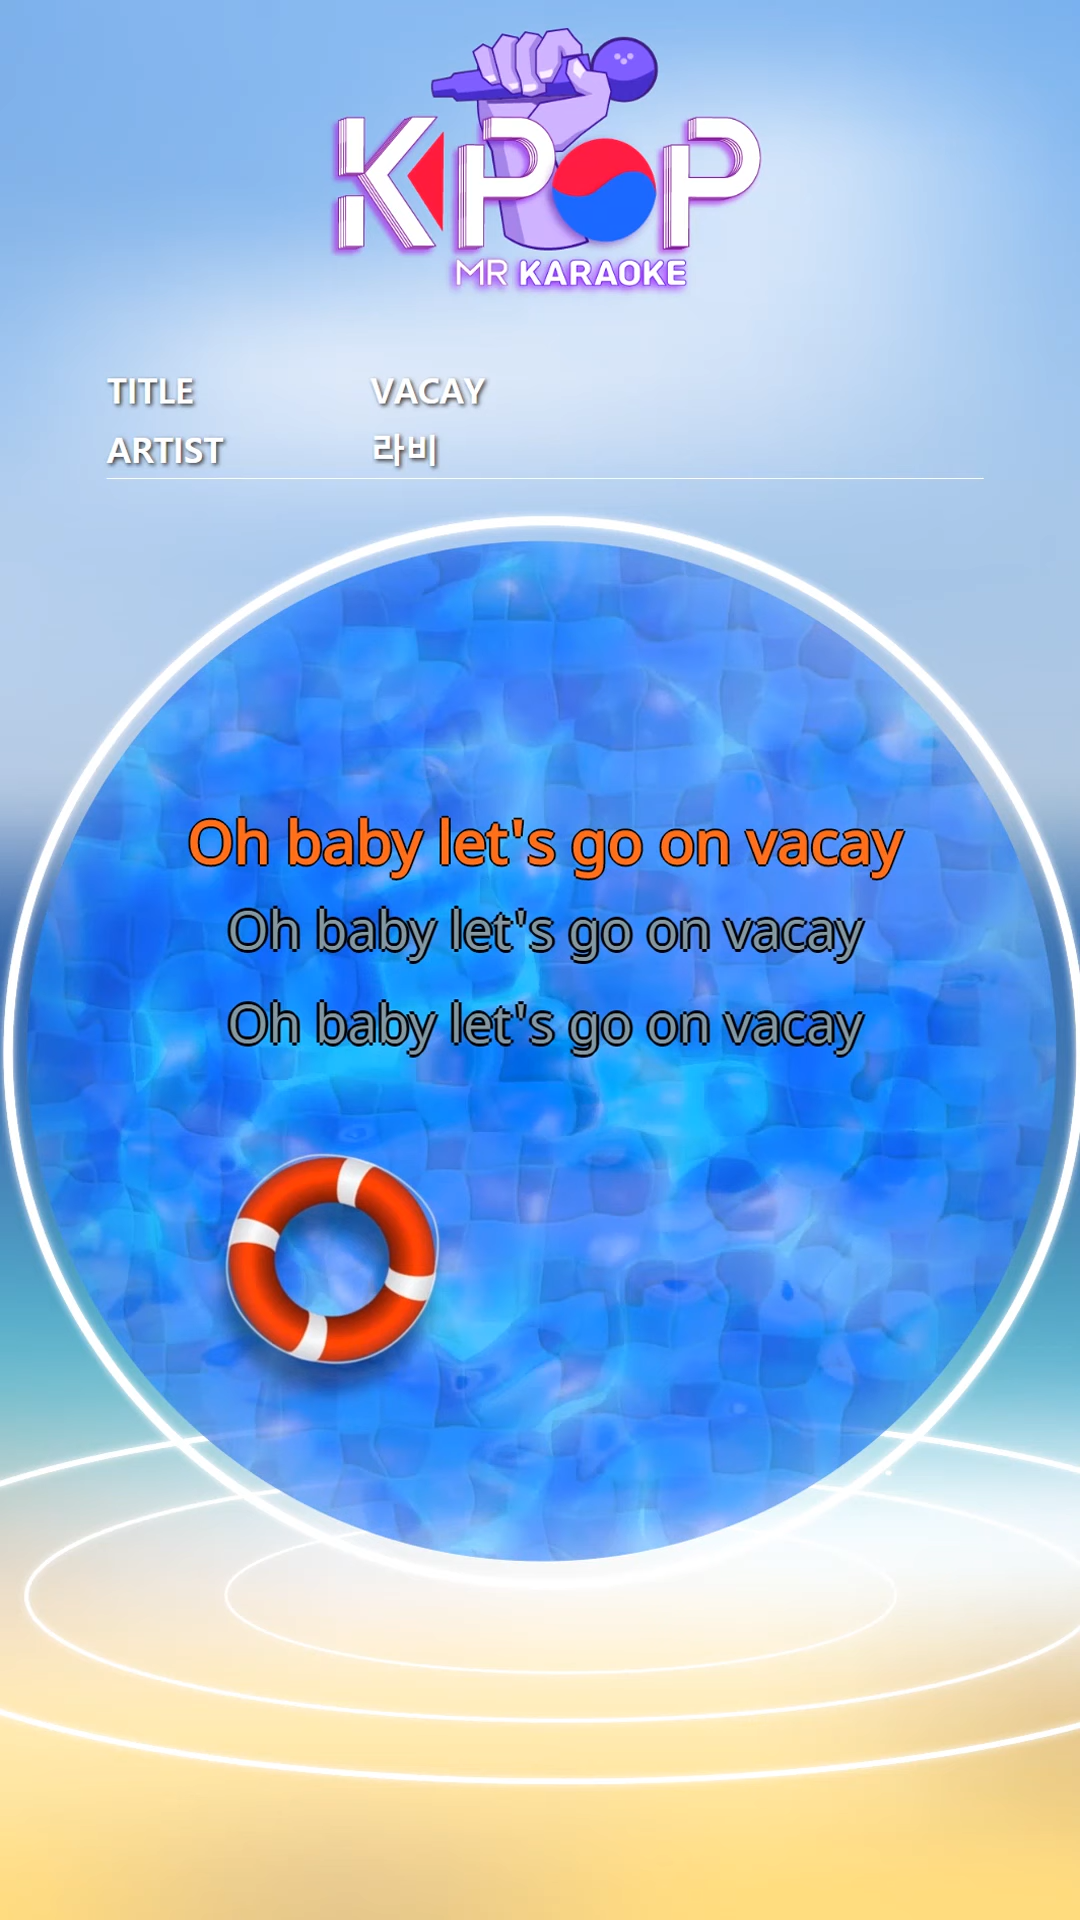 KPOP
MR KARAOKE
TITLE VACAY
ARTIST 라비
Oh baby let's go on vacay
Oh baby let's go on vacay
Oh baby let's go on vacay